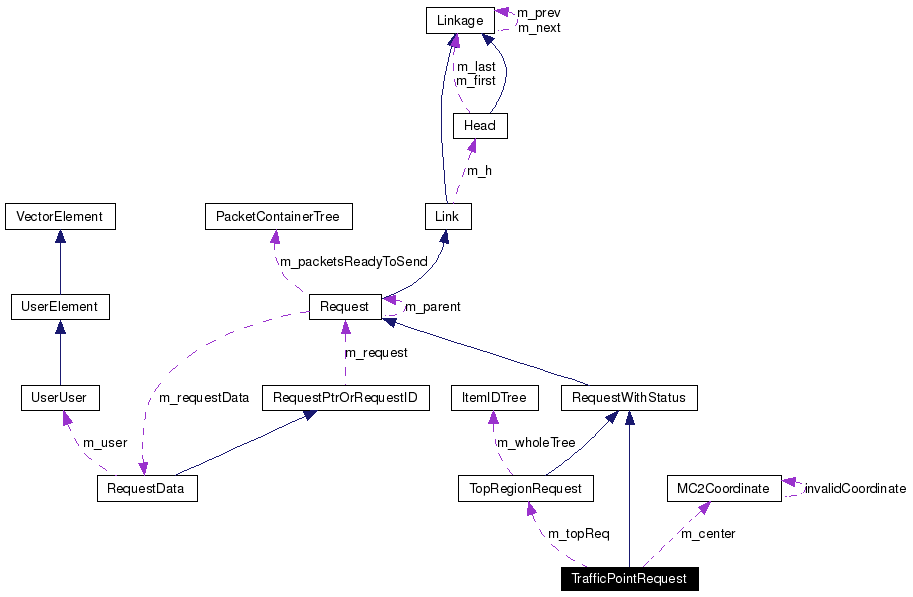 Linkage
m_prev
m_next
m_last
m_first
Head
m_h
VectorElement
PacketContainerTree
Link
m_packetsReadyToSend
UserElement
Request
m_parent
m_request
UserUser
m_requestData
RequestPtrOrRequestID
ItemIDTree
RequestWithStatus
m_user
m_wholeTree
RequestData
TopRegionRequest
MC2Coordinate
invalidCoordinate
m_topReq
m_center
TrafficPointRequest